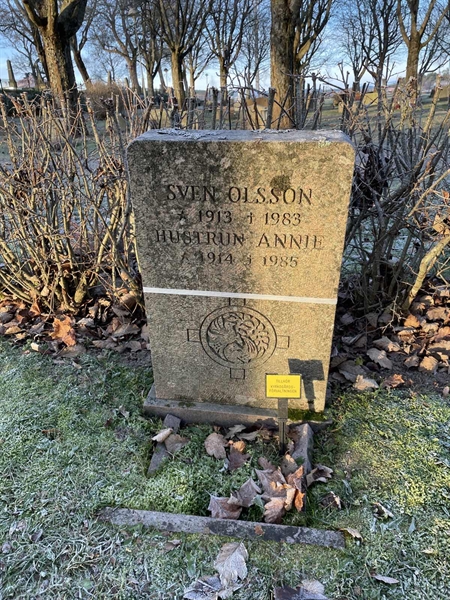 SVEN OLSSON
* 1913 † 1983
HUSTRUN ANNIE
* 1914 † 1985